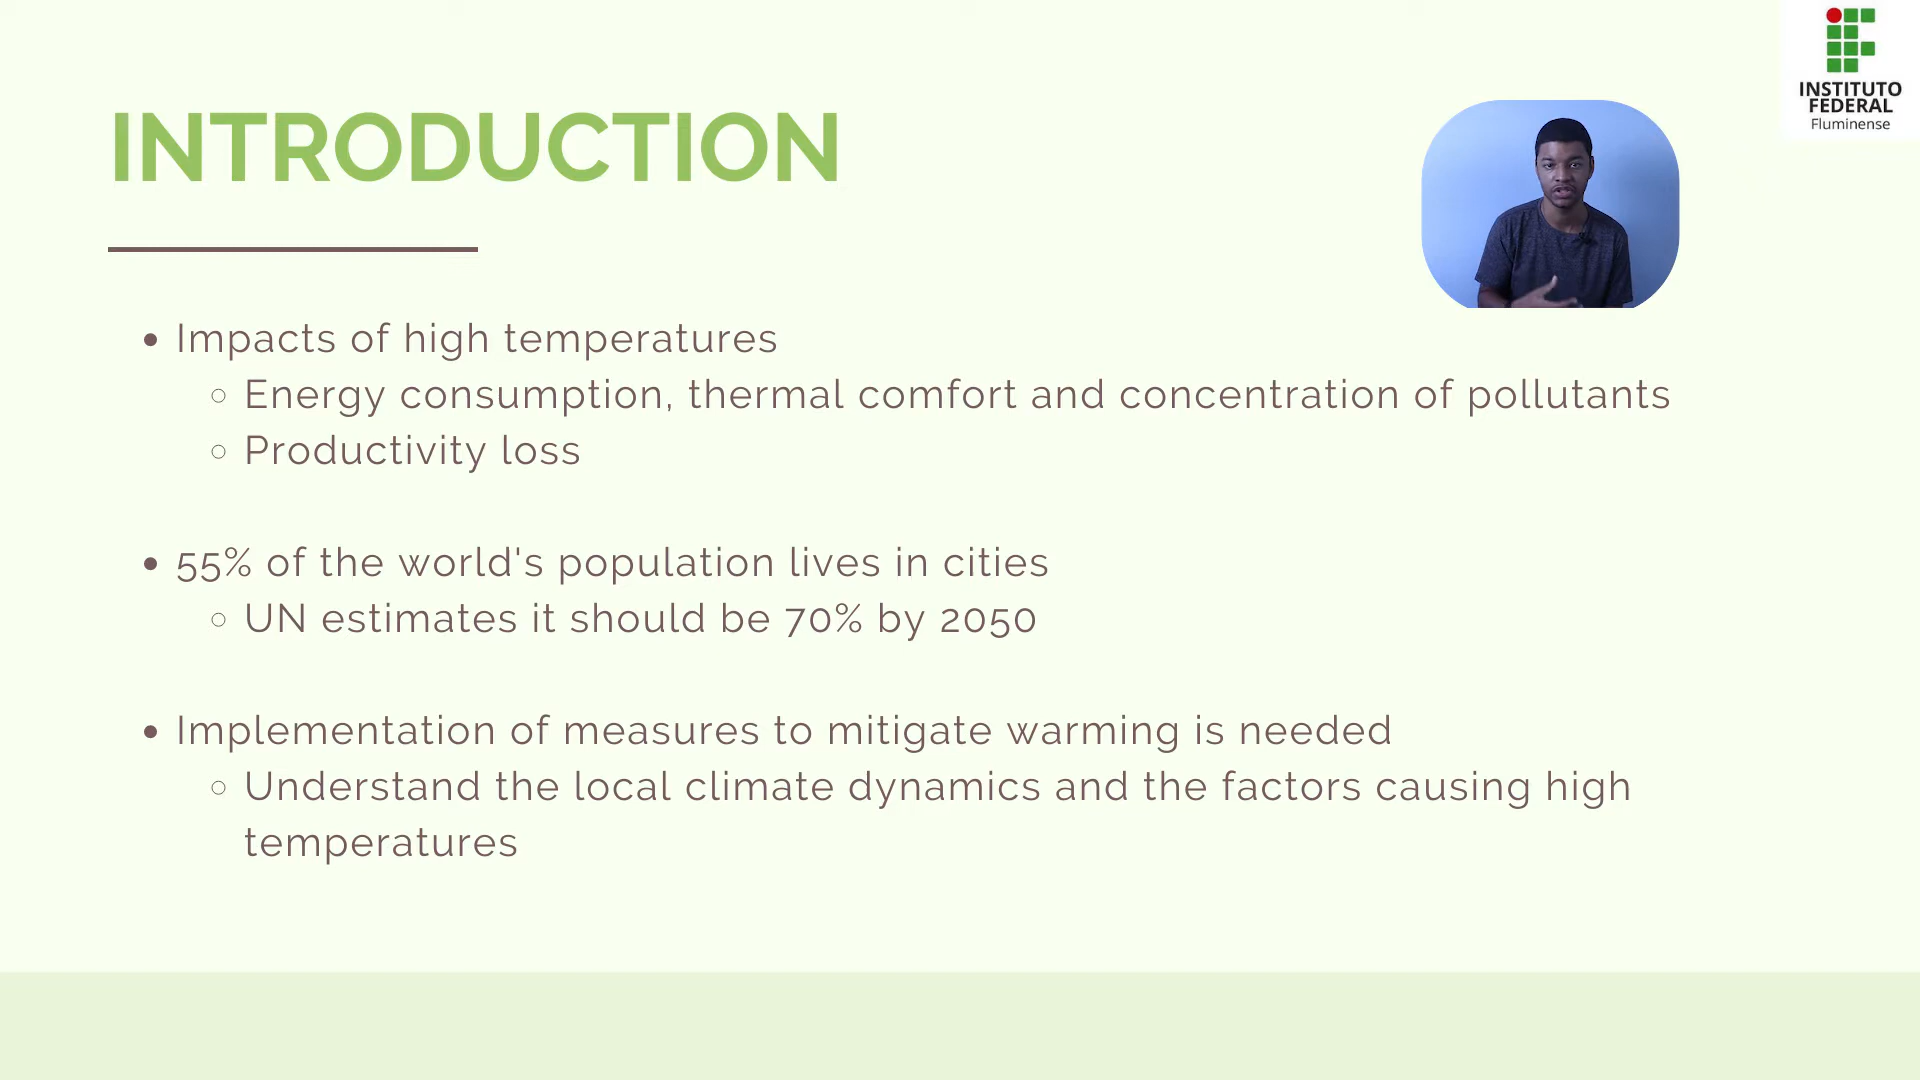 INSTITUTO
FEDERAL
Fluminense
INTRODUCTION
Impacts of high temperatures
Energy consumption, thermal comfort and concentration of pollutants
Productivity loss
55% of the world's population lives in cities
UN estimates it should be 70% by 2050
Implementation of measures to mitigate warming is needed
Understand the local climate dynamics and the factors causing high
temperatures